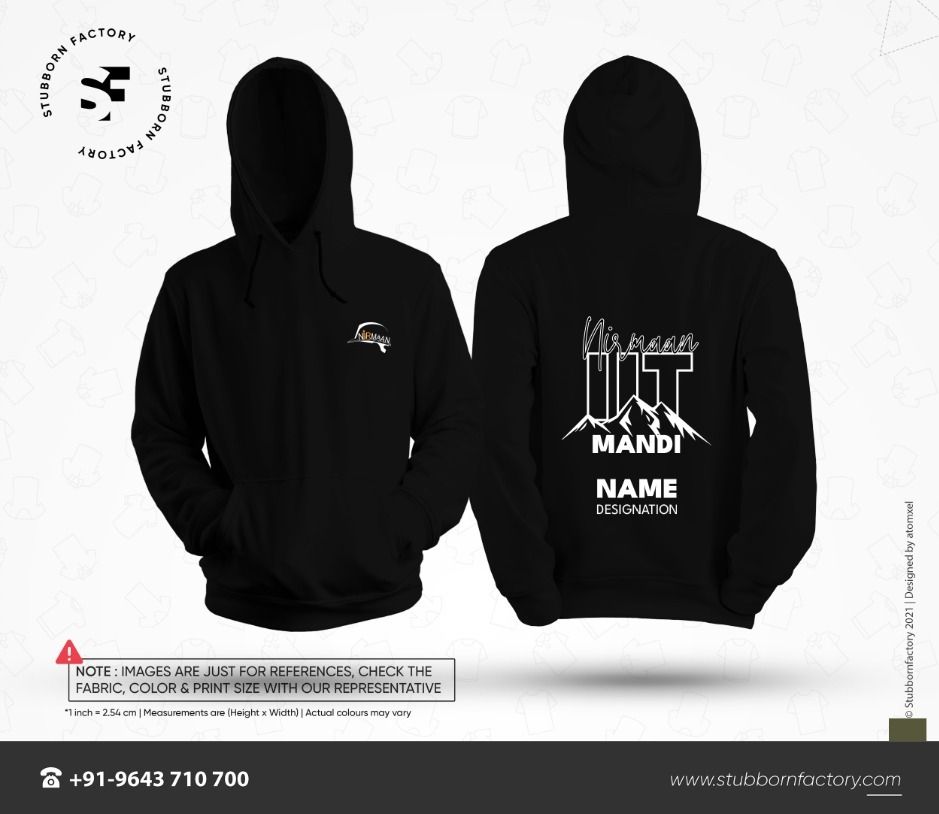 STUBBORN FACTORY
STUBBORN FACTORY
SF
NIRMAAN
Nirmaan
IIT
MANDI
NAME
DESIGNATION
NOTE : IMAGES ARE JUST FOR REFERENCES, CHECK THE
FABRIC, COLOR & PRINT SIZE WITH OUR REPRESENTATIVE
*1 inch = 2.54 cm | Measurements are (Height x Width) | Actual colours may vary
© Stubbornfactory 2021 | Designed by atomxel
+91-9643 710 700
www.stubbornfactory.com